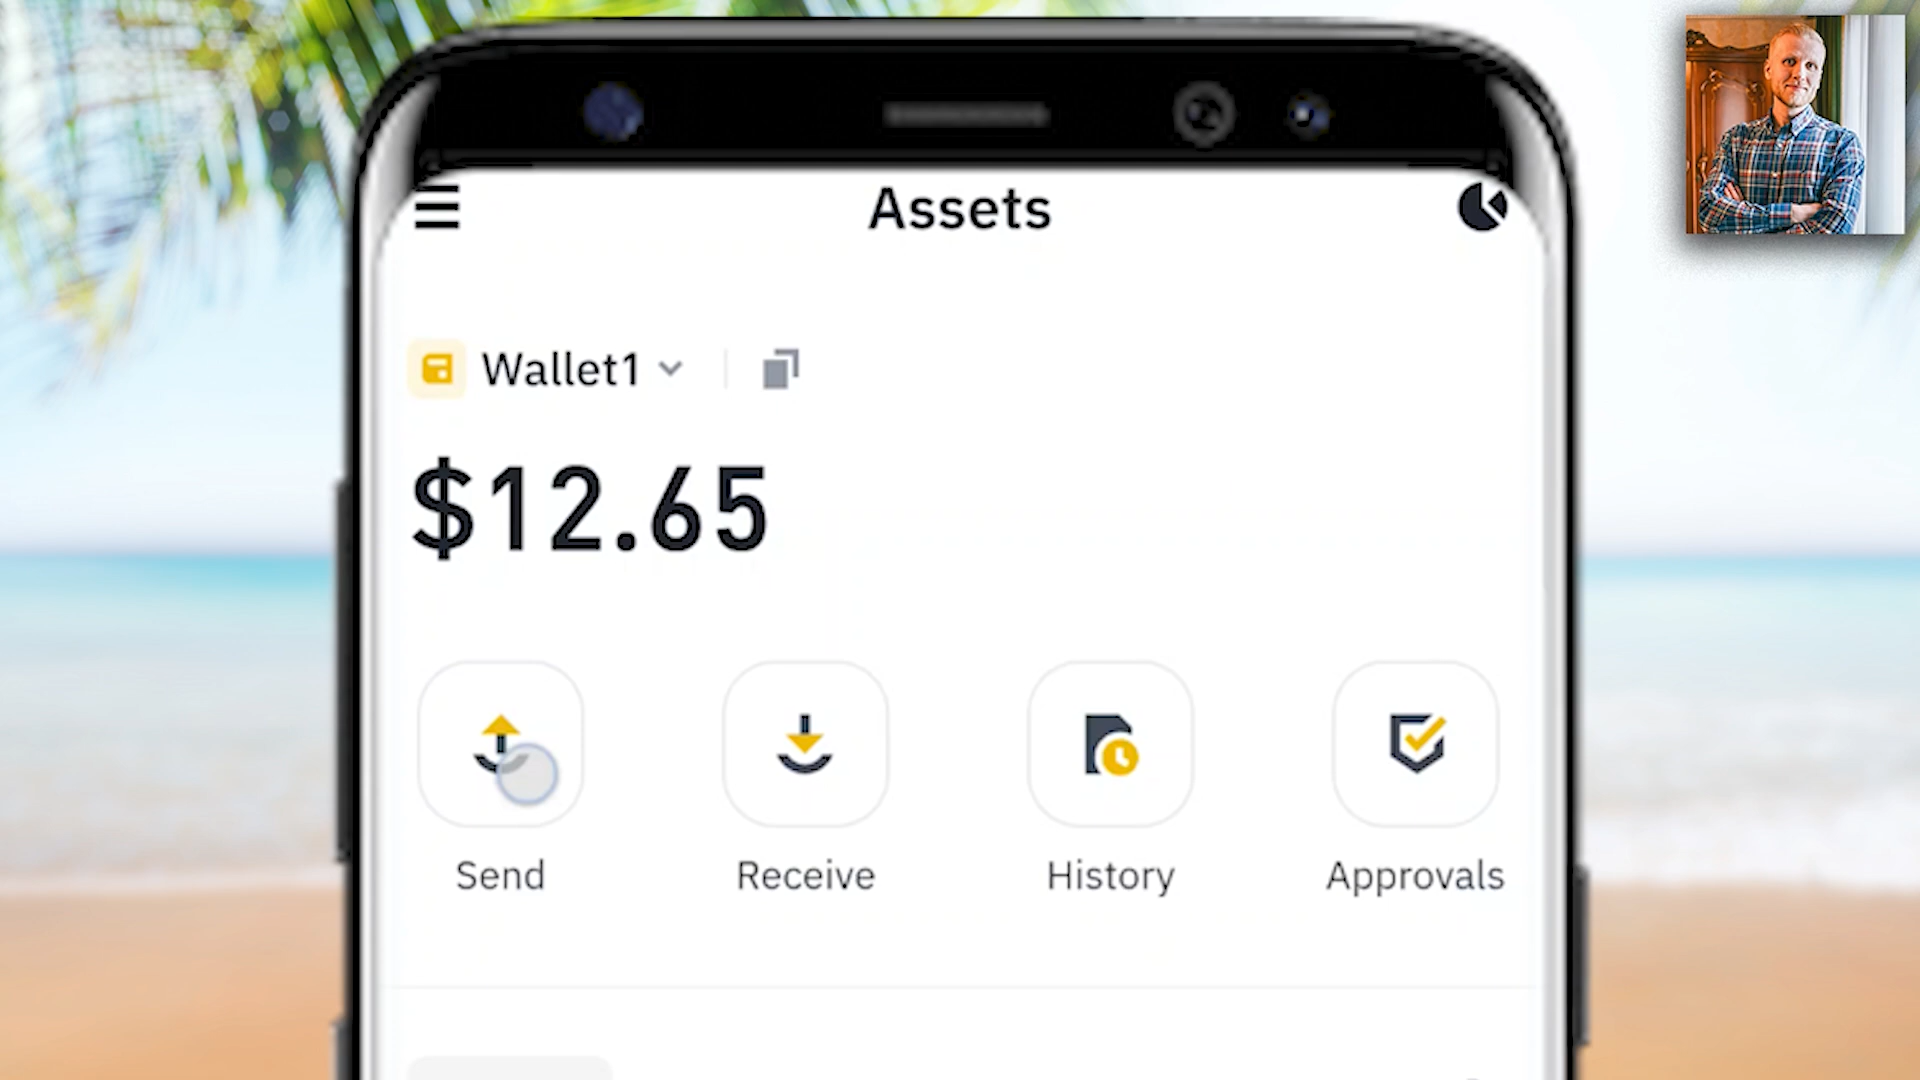 Assets
Wallet1
$12.65
Send Receive History Approvals